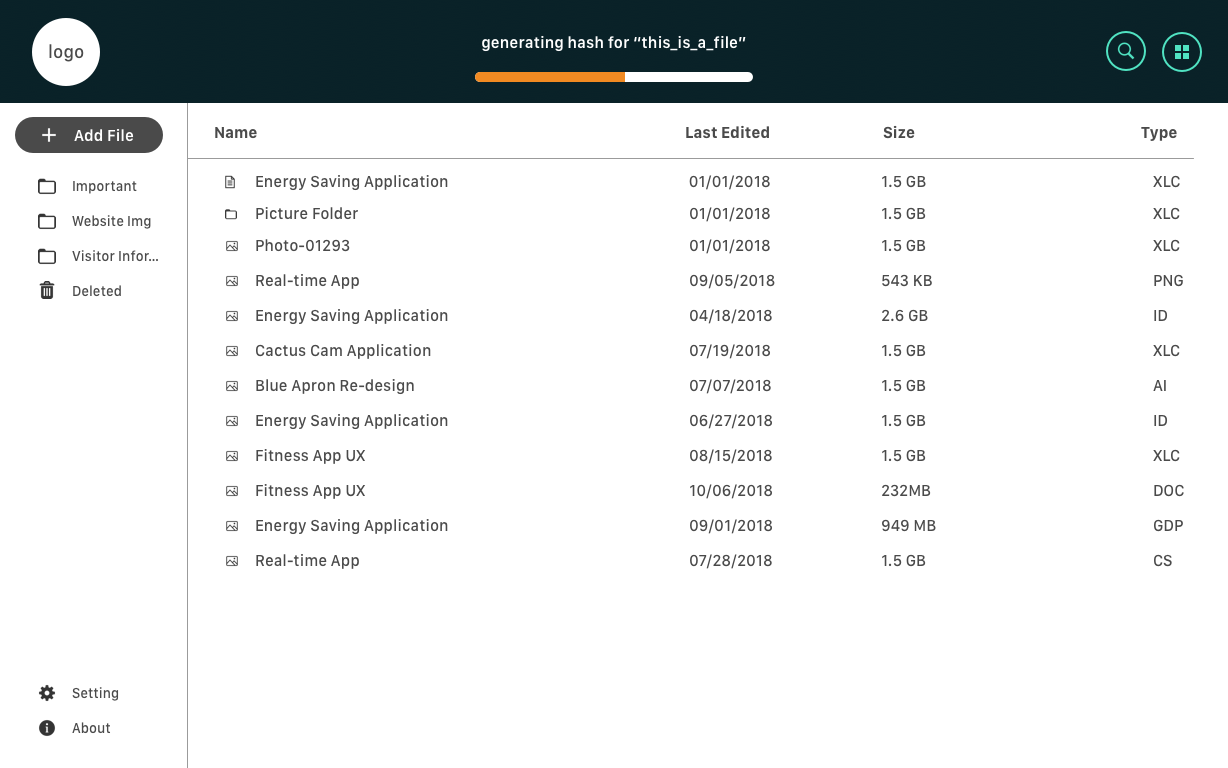 logo
generating hash for “this_is_a_file”
Add File
Important
Website Img
Visitor Infor...
Deleted
Setting
About
Name Last Edited Size Type
Energy Saving Application 01/01/2018 1.5 GB XLC
Picture Folder 01/01/2018 1.5 GB XLC
Photo-01293 01/01/2018 1.5 GB XLC
Real-time App 09/05/2018 543 KB PNG
Energy Saving Application 04/18/2018 2.6 GB ID
Cactus Cam Application 07/19/2018 1.5 GB XLC
Blue Apron Re-design 07/07/2018 1.5 GB AI
Energy Saving Application 06/27/2018 1.5 GB ID
Fitness App UX 08/15/2018 1.5 GB XLC
Fitness App UX 10/06/2018 232MB DOC
Energy Saving Application 09/01/2018 949 MB GDP
Real-time App 07/28/2018 1.5 GB CS